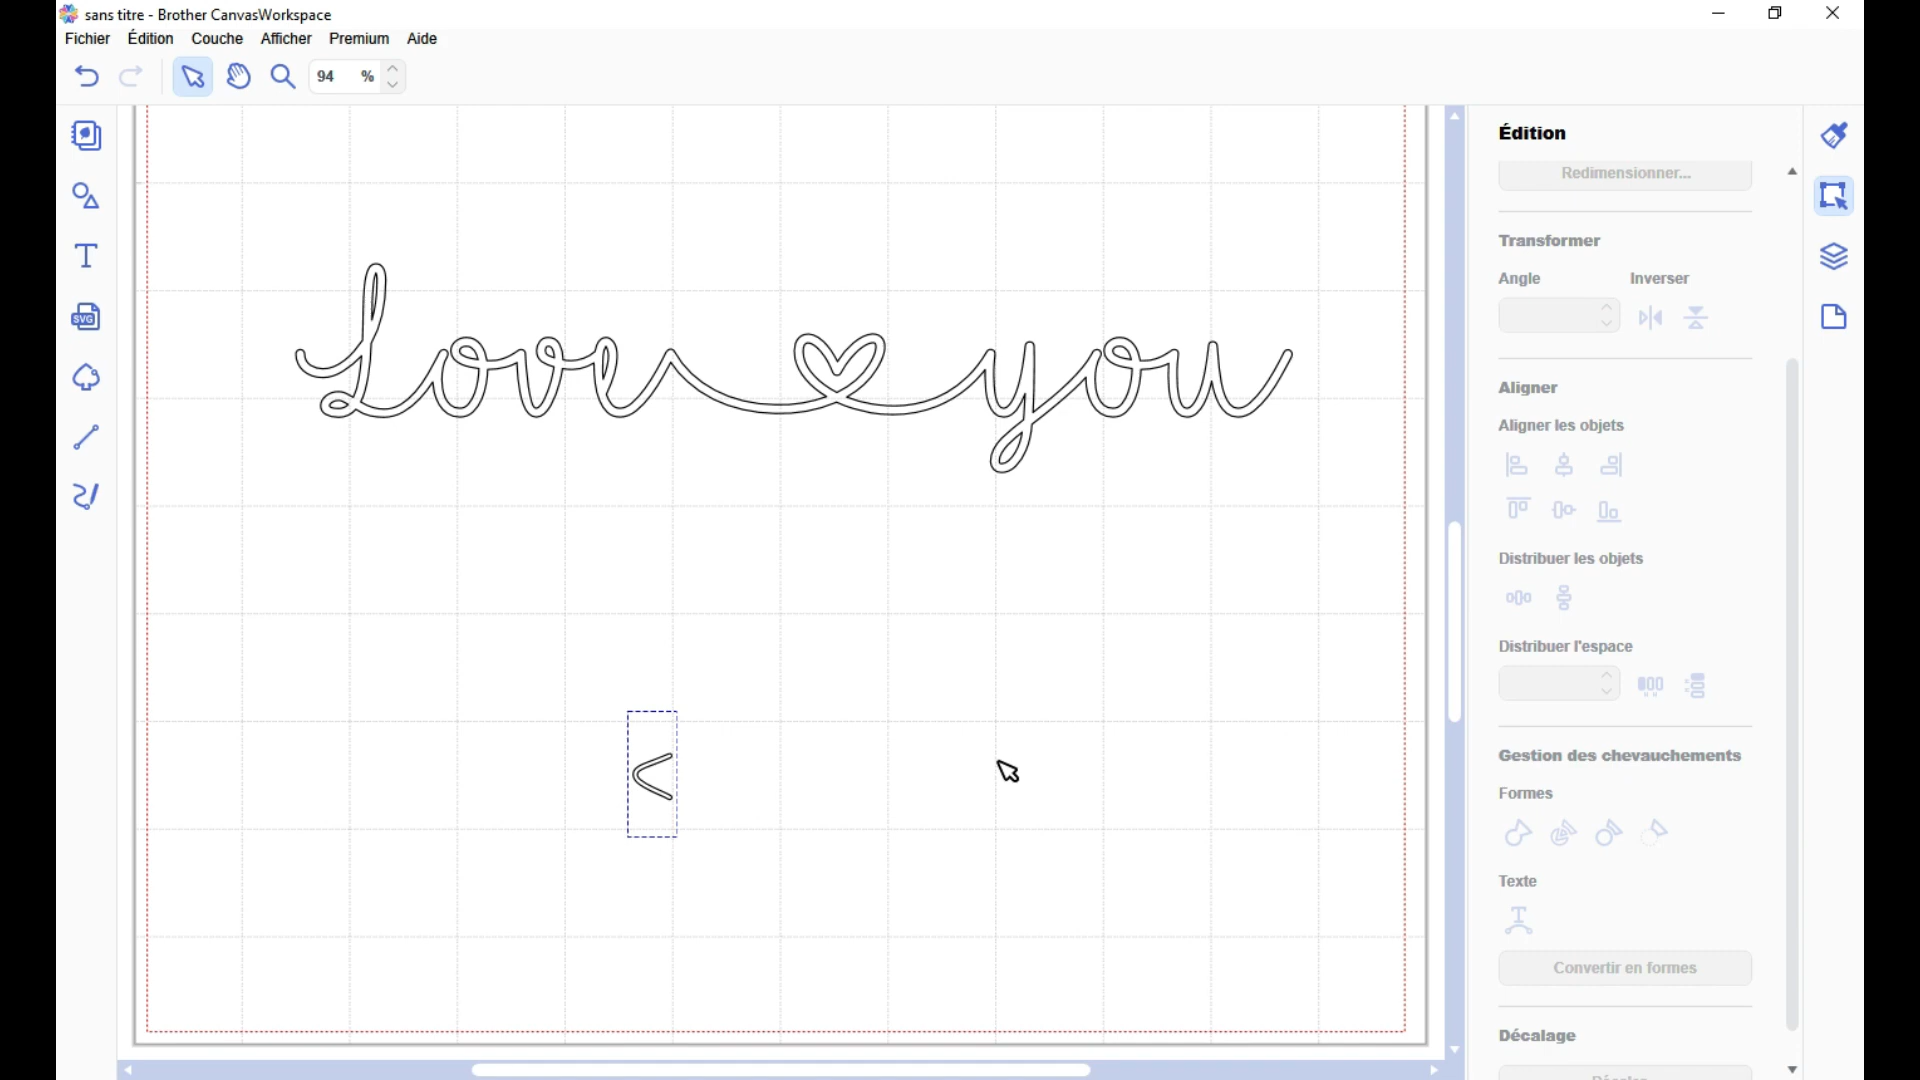 sans titre - Brother CanvasWorkspace
Fichier Édition Couche Afficher Premium Aide
94 %
SVG
Édition
Redimensionner...
Transformer
Angle Inverser
Love you
Aligner
Aligner les objets
Distribuer les objets
Distribuer l'espace
<
Gestion des chevauchements
Formes
Texte
Convertir en formes
Décalage